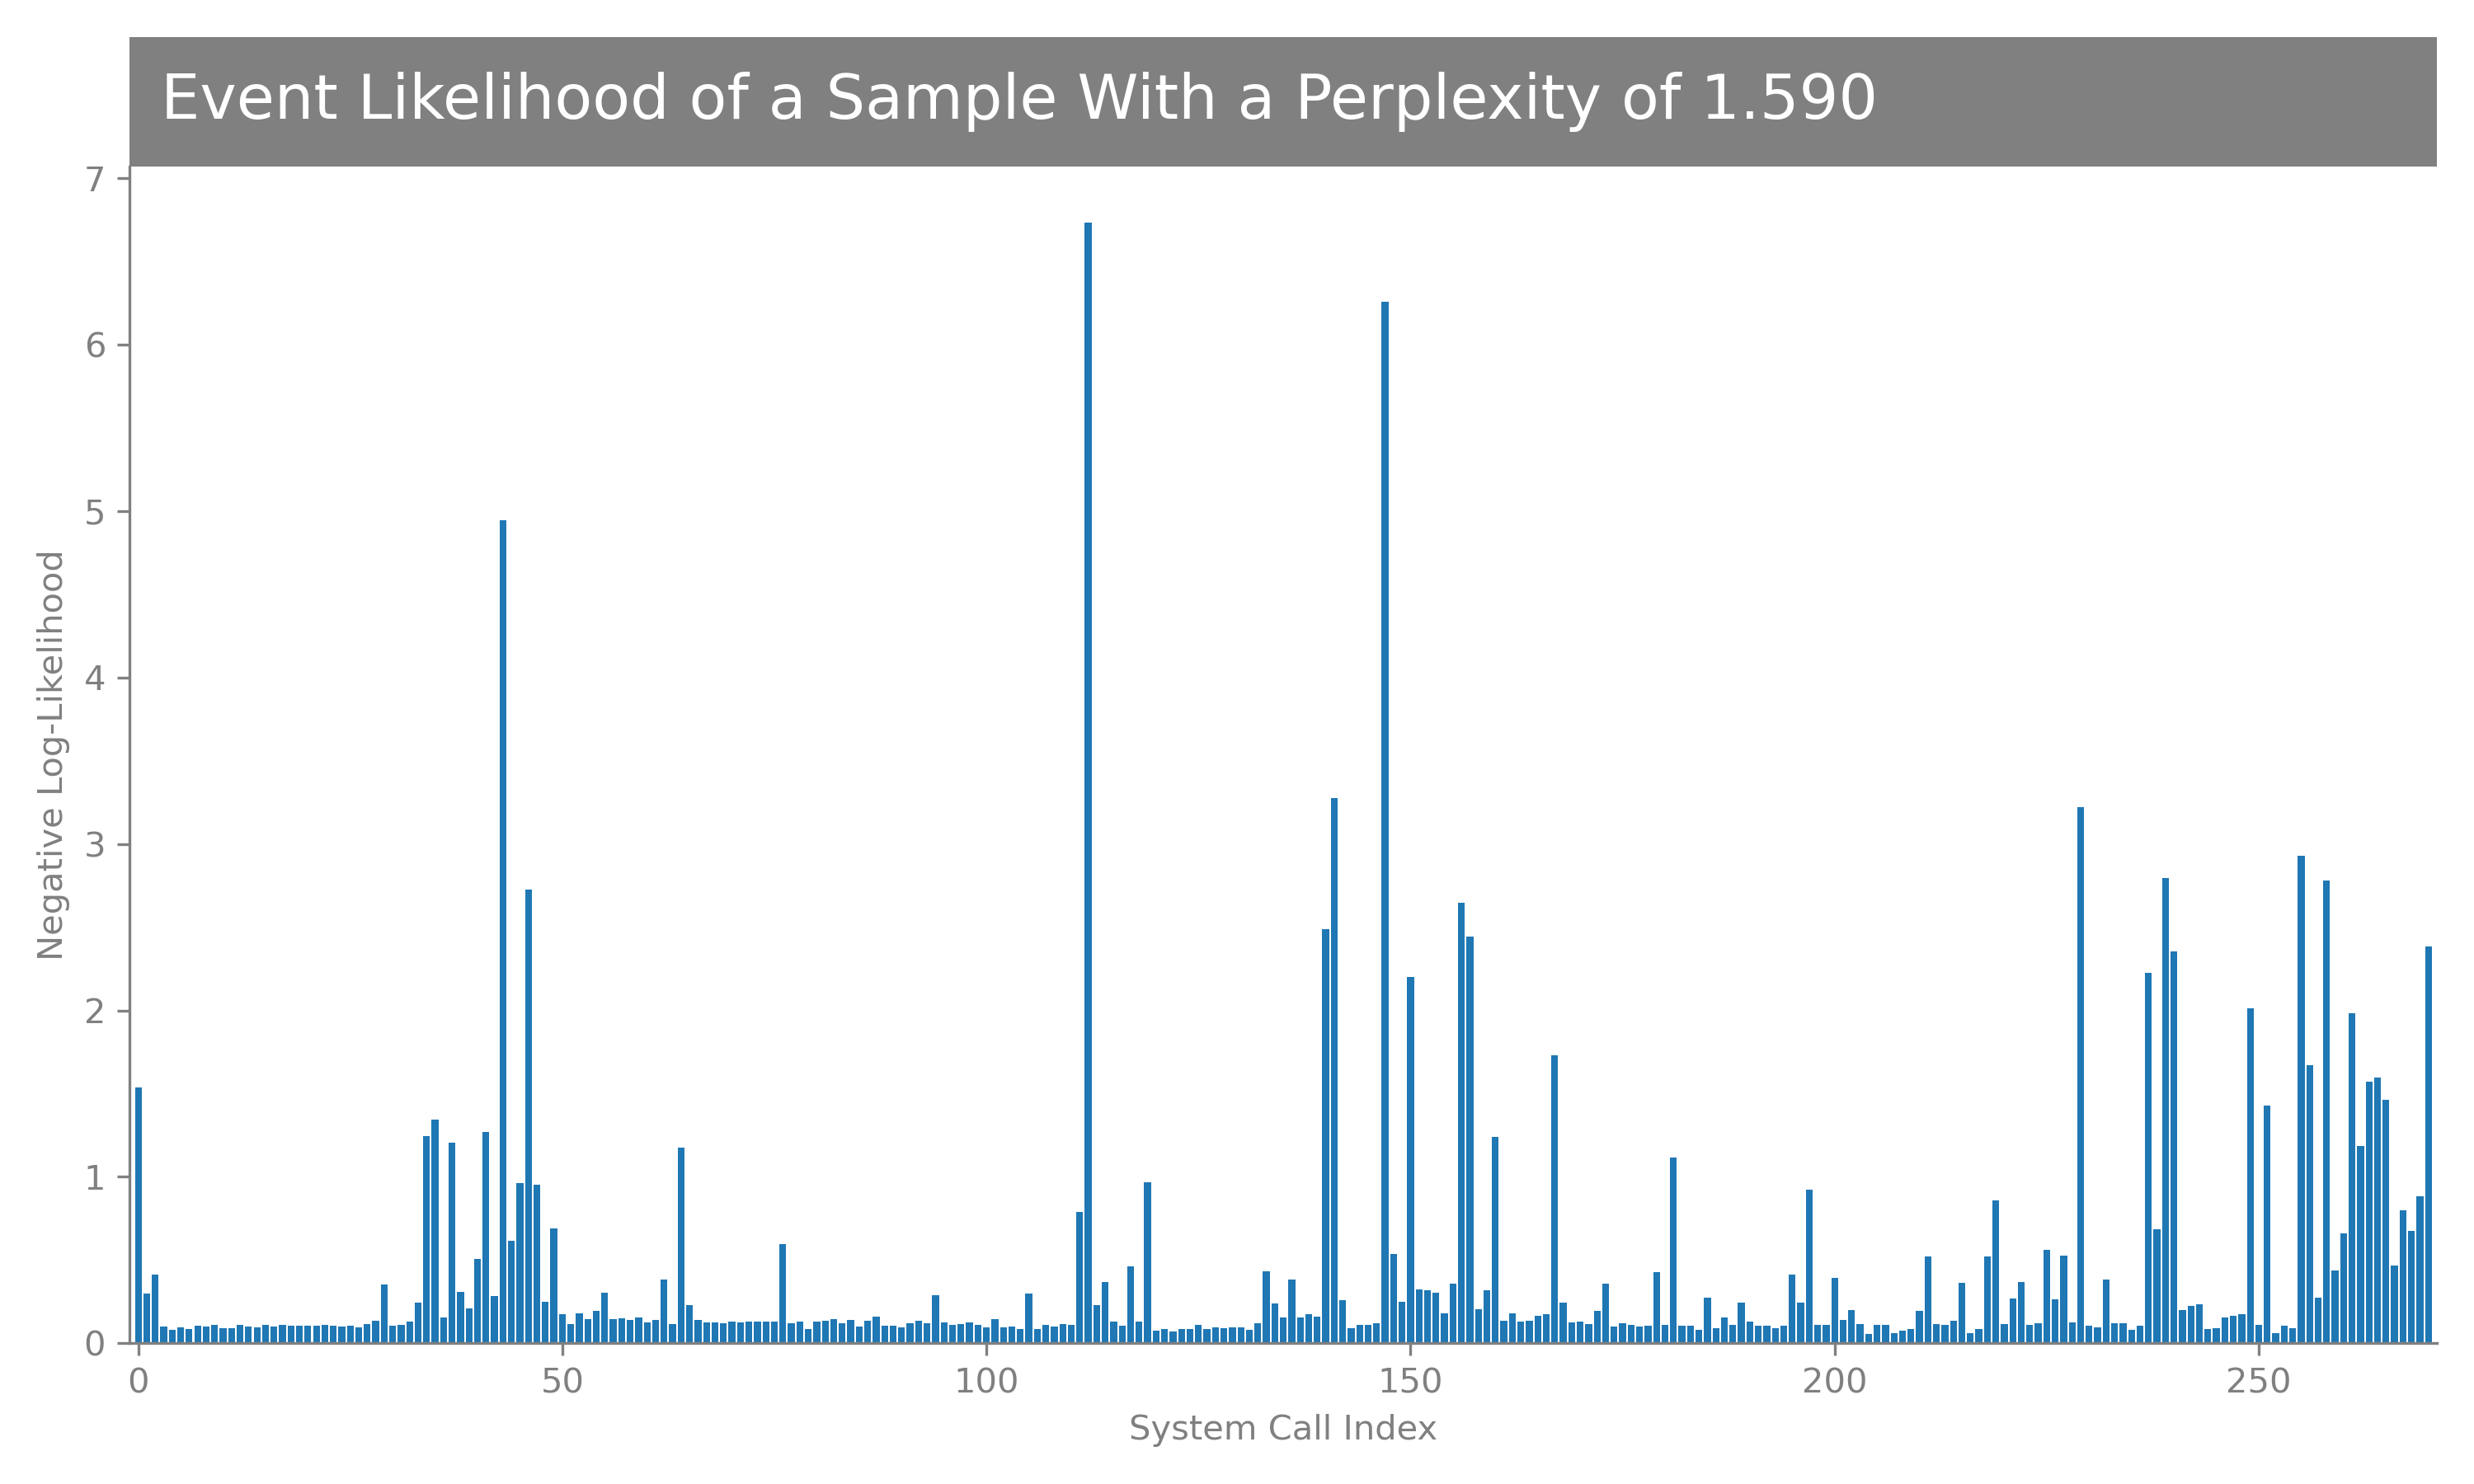 Event Likelihood of a Sample With a Perplexity of 1.590
7
6
5
4
3
2
1
0
Negative Log-Likelihood
0 50 100 150 200 250
System Call Index